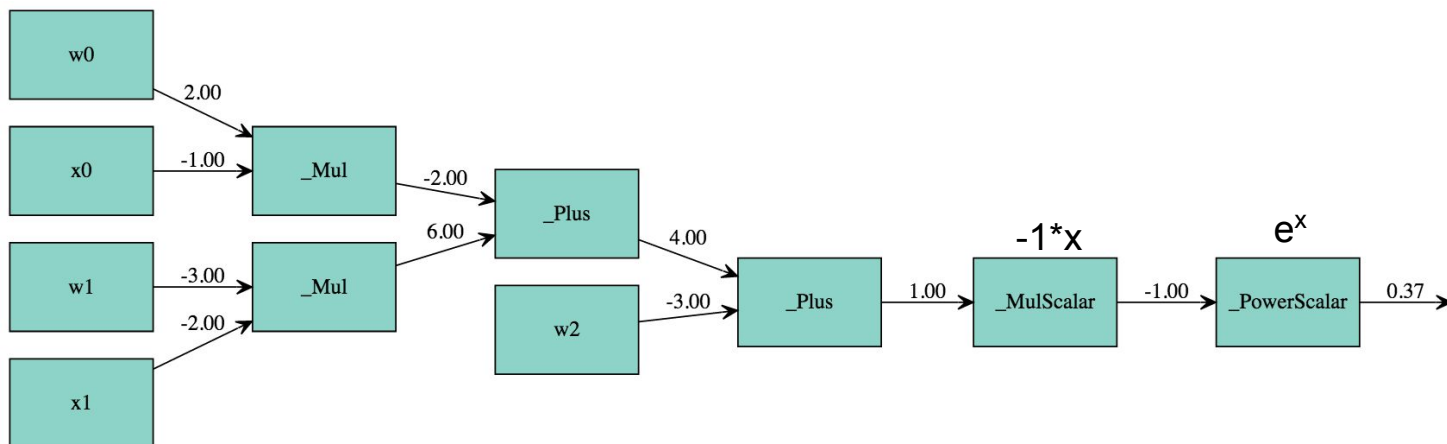 w0
2.00
x0
-1.00
_Mul
-2.00
_Plus
6.00
4.00
-1*x
e^x
w1
-3.00
_Mul
-2.00
w2
-3.00
_Plus
1.00
_MulScalar
-1.00
_PowerScalar
0.37
x1